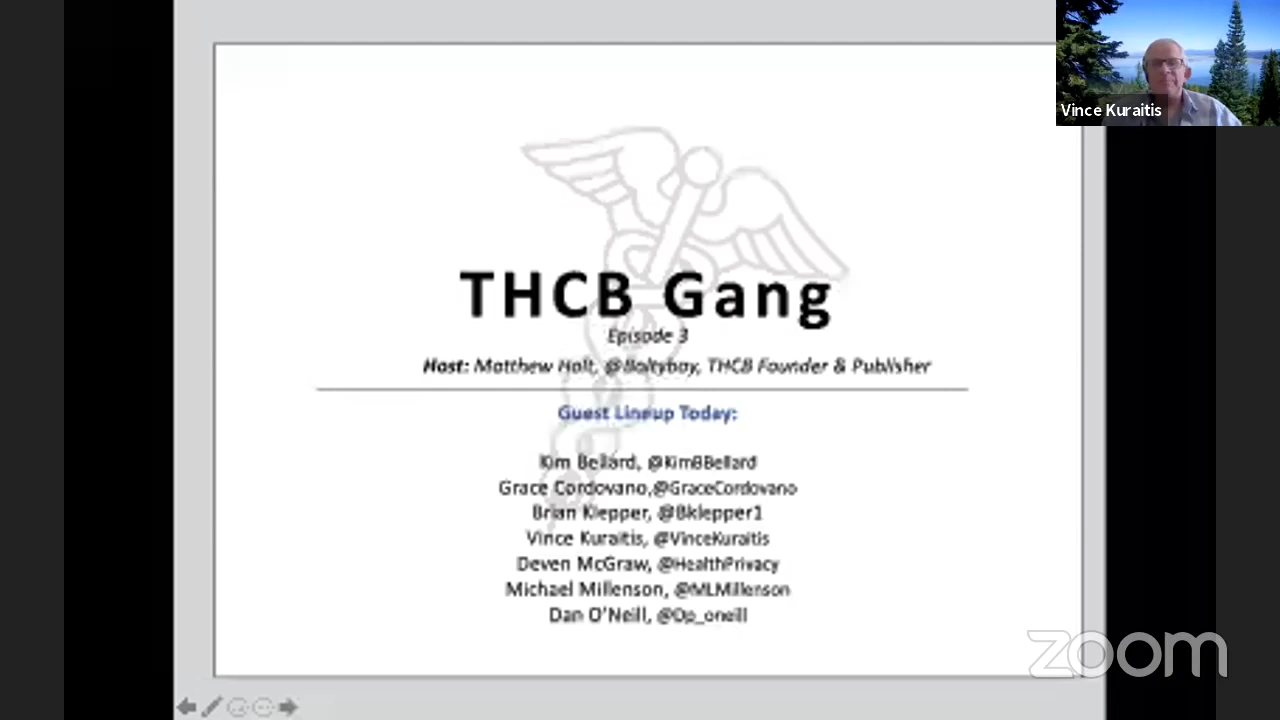 Vince Kuraitis
THCB Gang
Episode 3
Host: Matthew Holt, @Boltyboy, THCB Founder & Publisher
Guest Lineup Today:
Kim Bellard, @KimBBellard
Grace Cordovano,@GraceCordovano
Brian Klepper, @Bklepper1
Vince Kuraitis, @VinceKuraitis
Deven McGraw, @HealthPrivacy
Michael Millenson, @MLMillenson
Dan O'Neill, @Dp_oneill
zoom